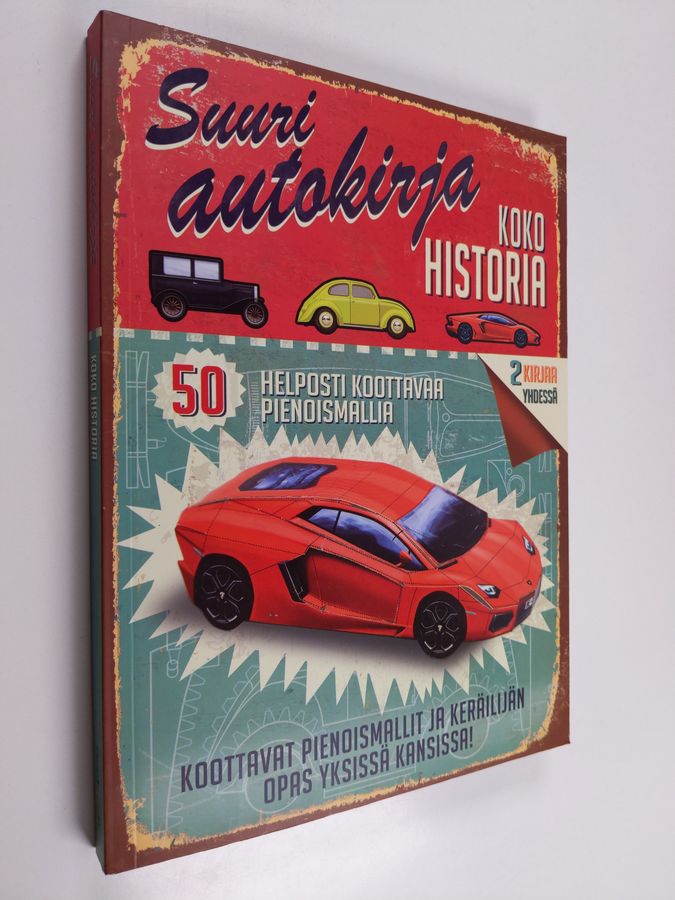 Suuri
autokirja
KOKO
HISTORIA
2 KIRJAA
YHDESSÄ
50
HELPOSTI KOOTTAVAA
PIENOISMALLIA
KOOTTAVAT PIENOISMALLIT JA KERÄILIJÄN
OPAS YKSISSÄ KANSISSA!
KOKO HISTORIA